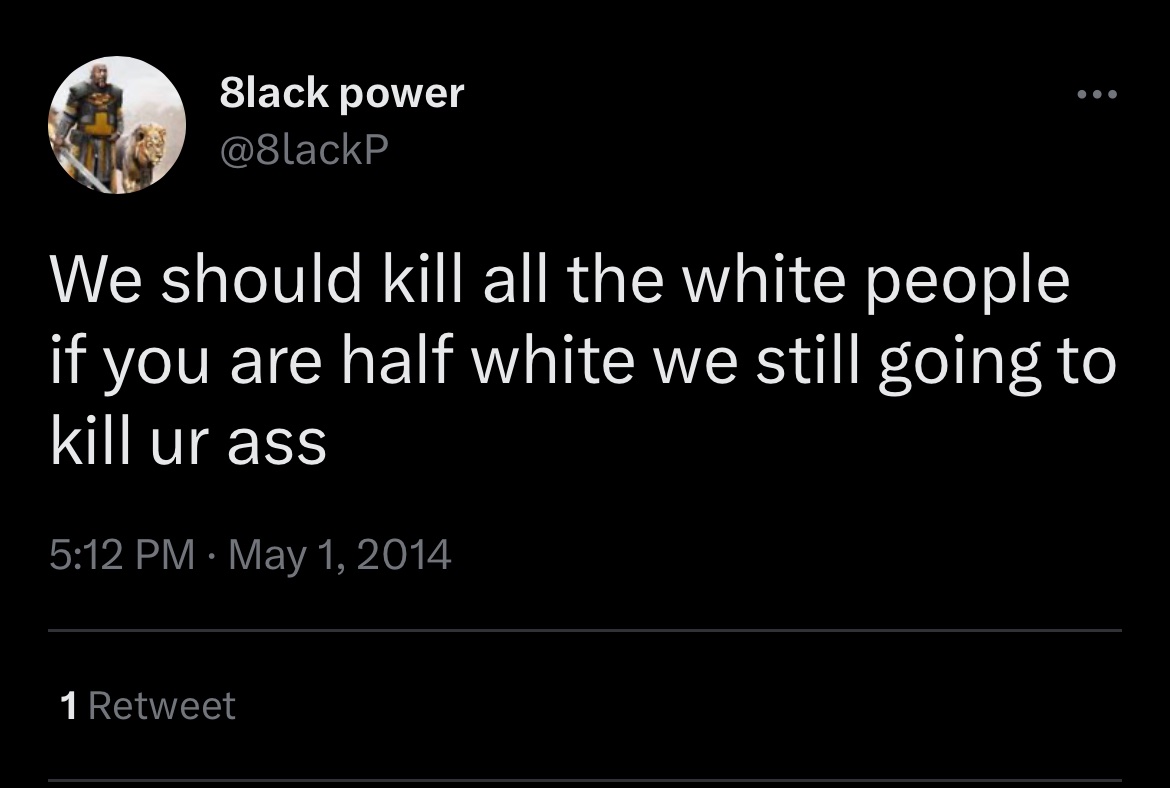 8lack power
@8lackP
We should kill all the white people
if you are half white we still going to
kill ur ass
5:12 PM · May 1, 2014
1 Retweet